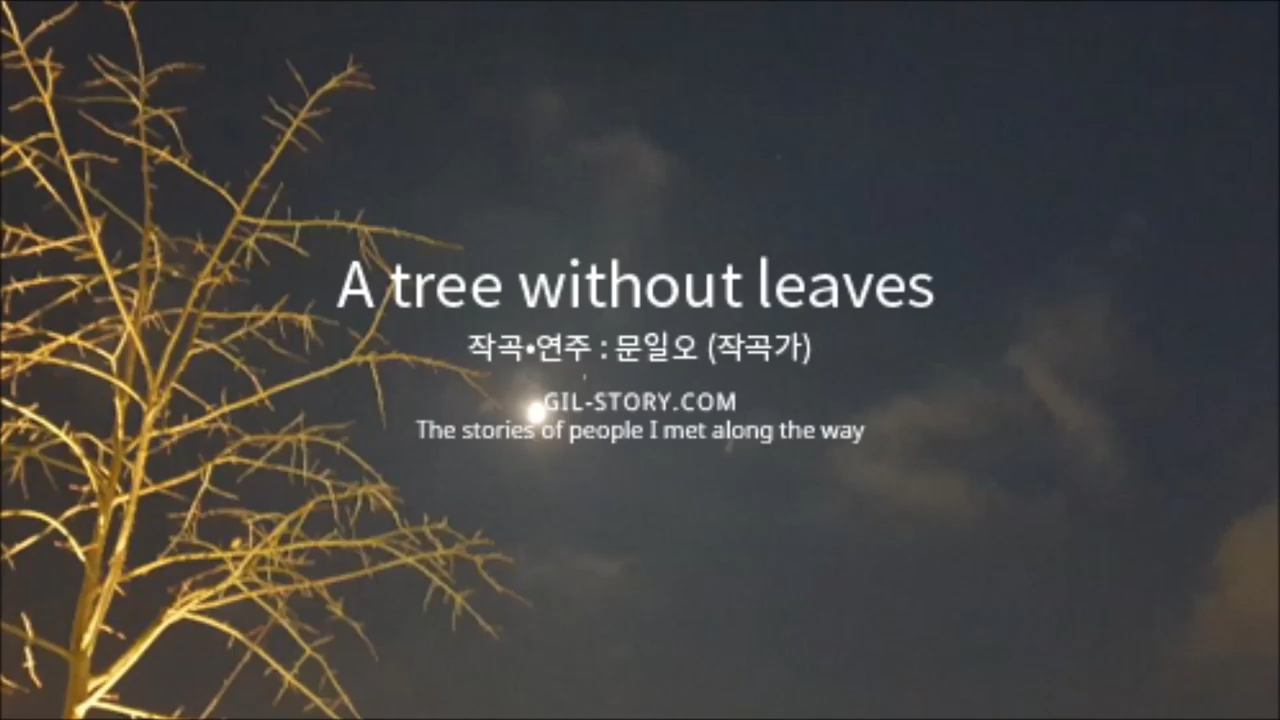 A tree without leaves
작곡•연주 : 문일오 (작곡가)
GIL-STORY.COM
The stories of people I met along the way